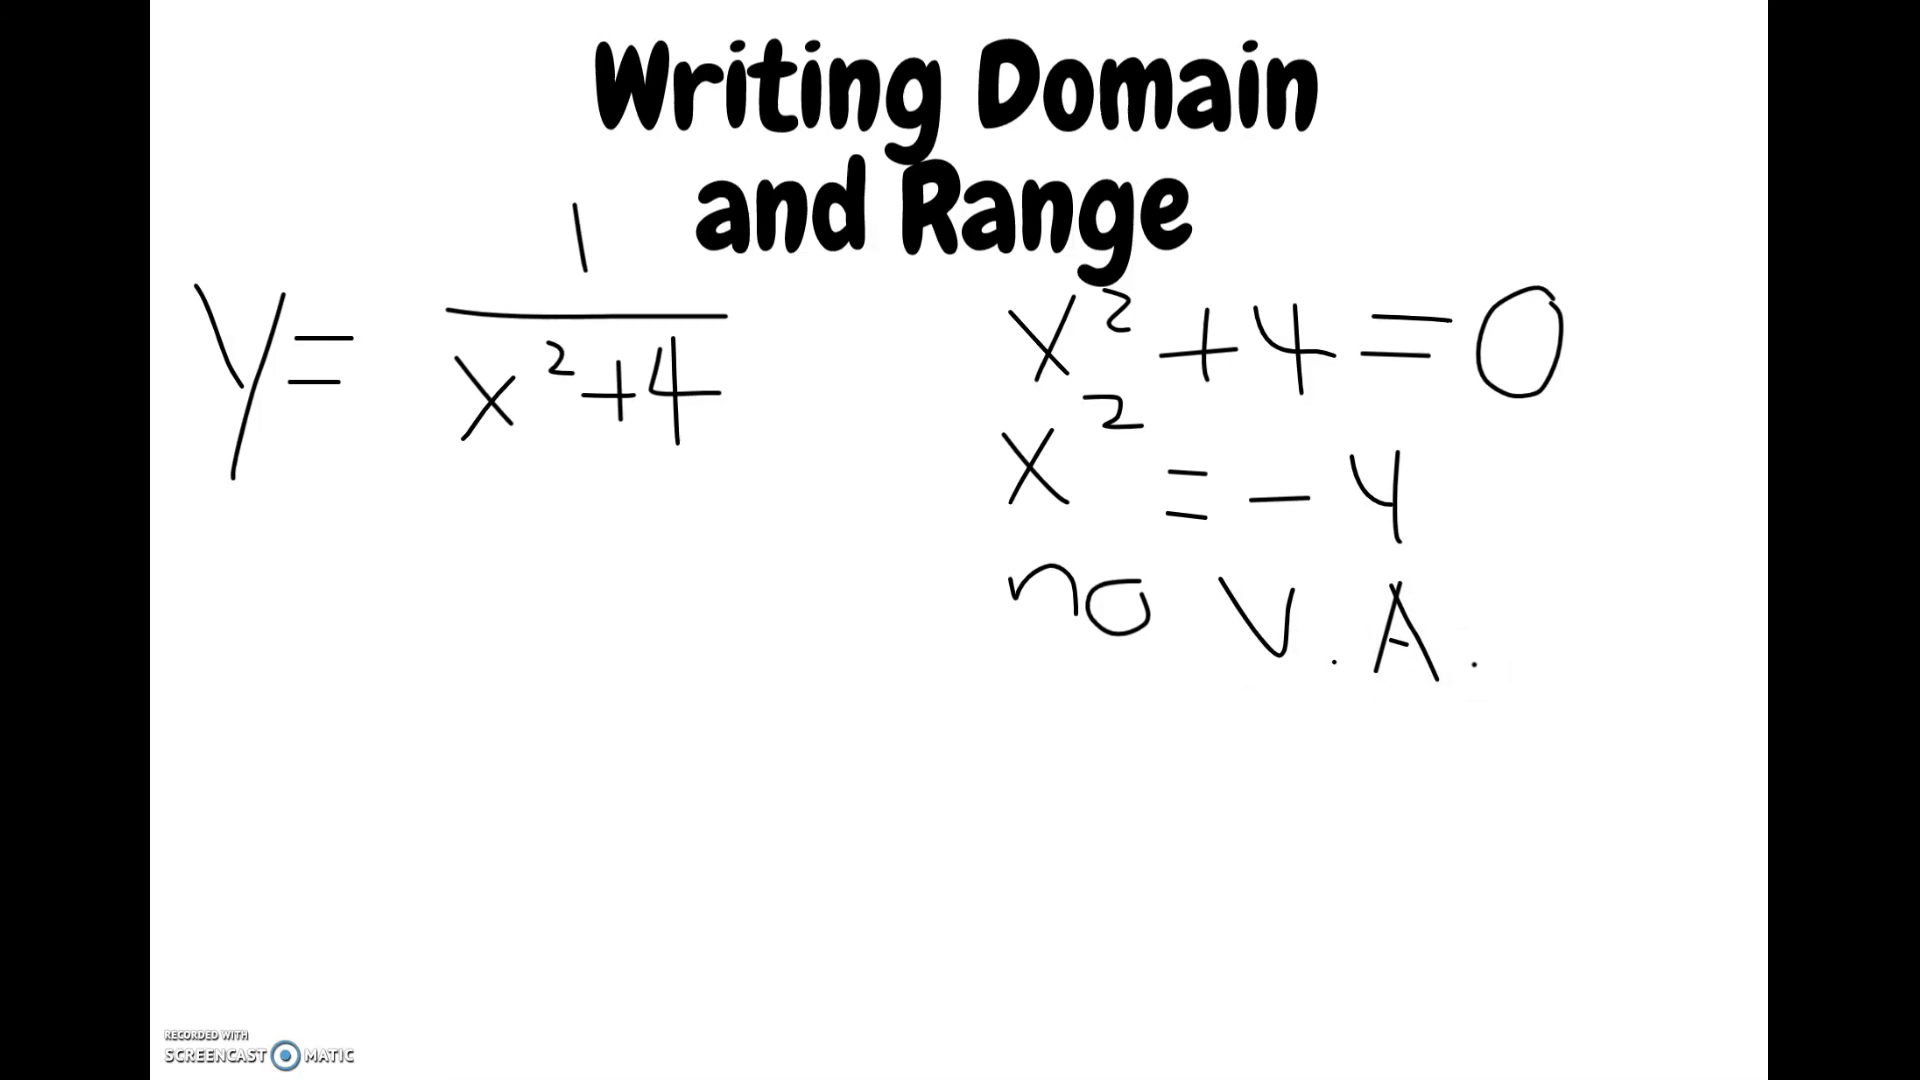 Writing Domain
and Range
y = 1
x² + 4
x² + 4 = 0
x² = - 4
no V.A.
RECORDED WITH
SCREENCAST MATIC